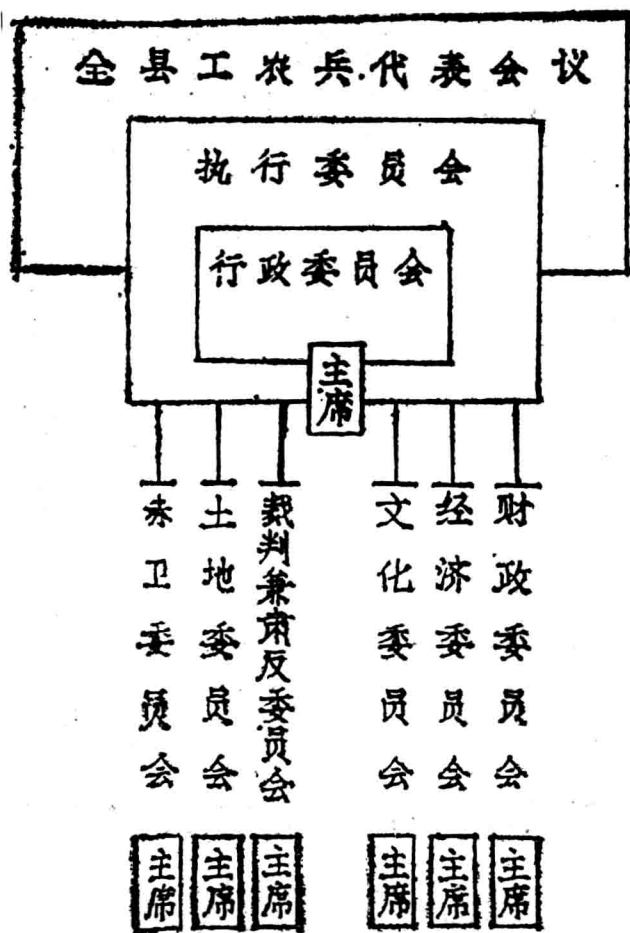 全县工农兵代表会议
执行委员会
行政委员会
主席
赤卫委员会
土地委员会
裁判兼肃反委员会
文化委员会
经济委员会
财政委员会
主席
主席
主席
主席
主席
主席